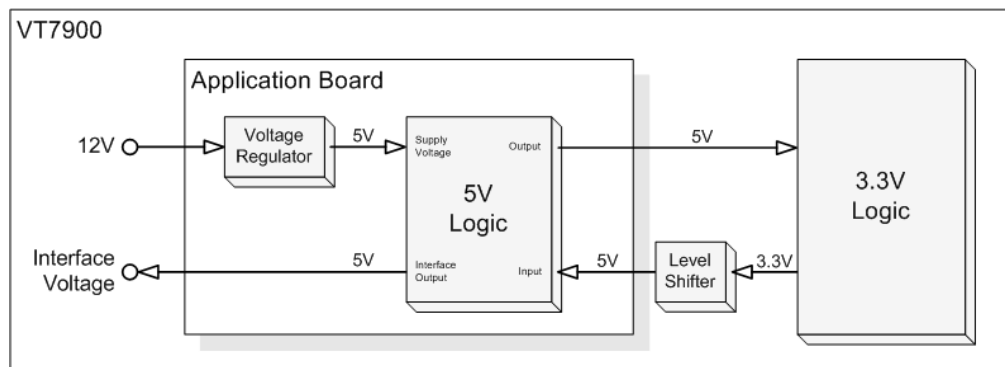 VT7900
Application Board
12V
Voltage
Regulator
5V
Supply
Voltage
Output
5V
Logic
5V
3.3V
Logic
Interface
Voltage
5V
Interface
Output
Input
5V
Level
Shifter
3.3V